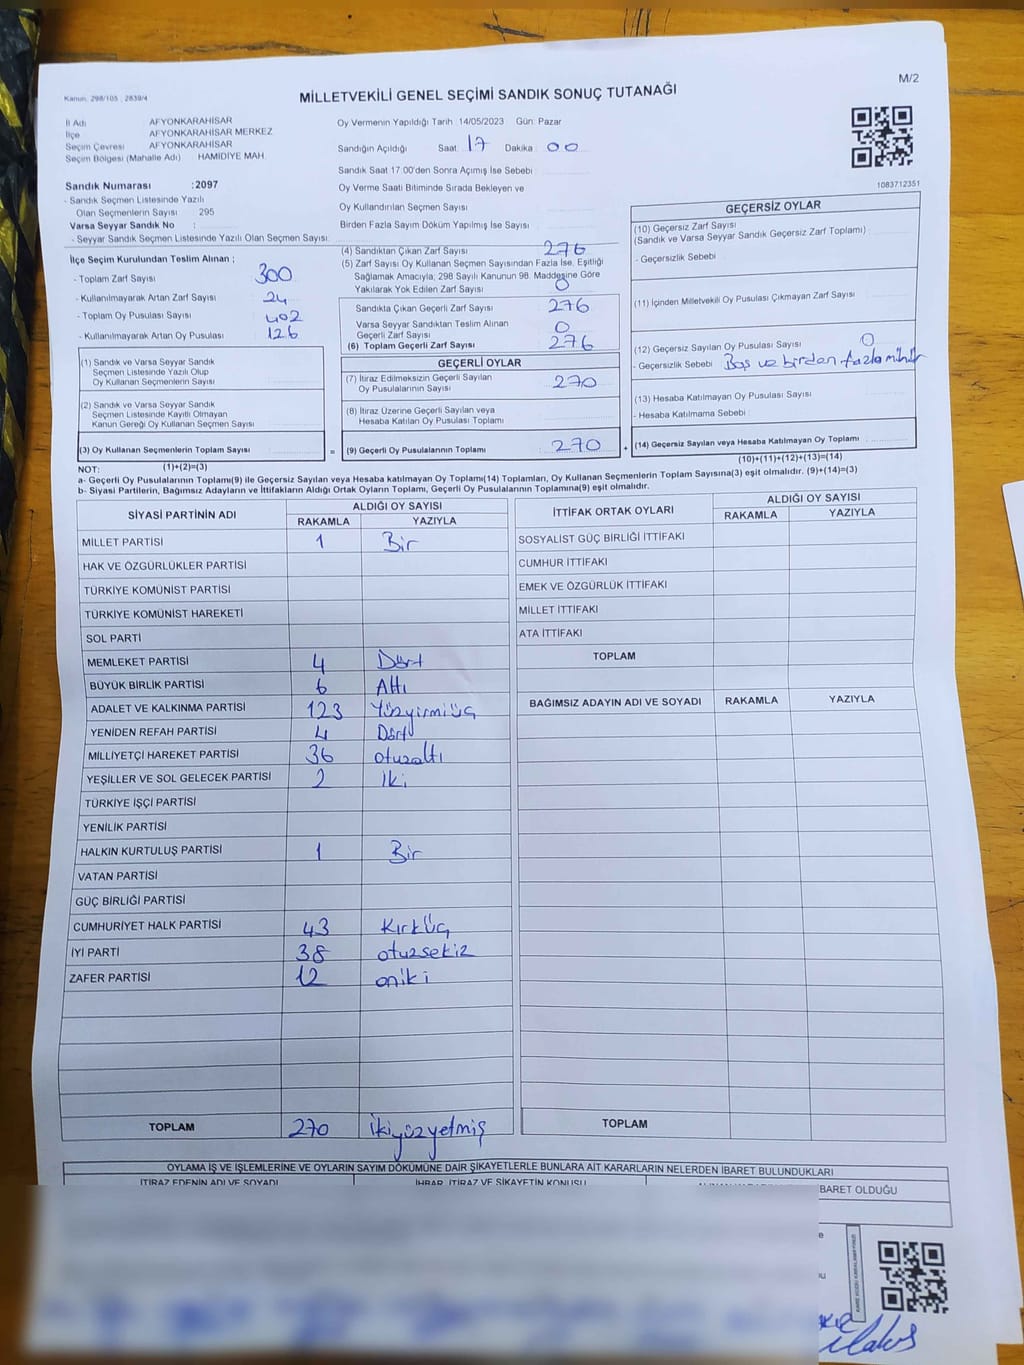 M/2
Kanun: 298/105 ; 2839/4
MİLLETVEKİLİ GENEL SEÇİMİ SANDIK SONUÇ TUTANAĞI
İl Adı AFYONKARAHİSAR
İlçe AFYONKARAHİSAR MERKEZ
Seçim Çevresi AFYONKARAHİSAR
Seçim Bölgesi (Mahalle Adı) HAMİDİYE MAH.
Sandık Numarası :2097
- Sandık Seçmen Listesinde Yazılı
Olan Seçmenlerin Sayısı 295
Varsa Seyyar Sandık No :
- Seyyar Sandık Seçmen Listesinde Yazılı Olan Seçmen Sayısı:
Oy Vermenin Yapıldığı Tarih :14/05/2023 Gün: Pazar
Sandığın Açıldığı Saat: 17 Dakika : 00
Sandık Saat 17:00'den Sonra Açımış İse Sebebi :
Oy Verme Saati Bitiminde Sırada Bekleyen ve
Oy Kullandırılan Seçmen Sayısı :
Birden Fazla Sayım Döküm Yapılmış İse Sayısı :
1083712351
İlçe Seçim Kurulundan Teslim Alınan ;
- Toplam Zarf Sayısı : 300
- Kullanılmayarak Artan Zarf Sayısı : 24
- Toplam Oy Pusulası Sayısı : 402
- Kullanılmayarak Artan Oy Pusulası : 126
(4) Sandıktan Çıkan Zarf Sayısı : 276
(5) Zarf Sayısı Oy Kullanan Seçmen Sayısından Fazla İse, Eşitliği
Sağlamak Amacıyla, 298 Sayılı Kanunun 98. Maddesine Göre
Yakılarak Yok Edilen Zarf Sayısı : 0
Sandıkta Çıkan Geçerli Zarf Sayısı : 276
Varsa Seyyar Sandıktan Teslim Alınan
Geçerli Zarf Sayısı : 0
(6) Toplam Geçerli Zarf Sayısı : 276
GEÇERSİZ OYLAR
(10) Geçersiz Zarf Sayısı
(Sandık ve Varsa Seyyar Sandık Geçersiz Zarf Toplamı) :
- Geçersizlik Sebebi :
(11) İçinden Milletvekili Oy Pusulası Çıkmayan Zarf Sayısı :
(12) Geçersiz Sayılan Oy Pusulası Sayısı : 0
- Geçersizlik Sebebi : Boş ve birden fazla mühür
(13) Hesaba Katılmayan Oy Pusulası Sayısı :
- Hesaba Katılmama Sebebi :
(14) Geçersiz Sayılan veya Hesaba Katılmayan Oy Toplamı :
(10)+(11)+(12)+(13)=(14)
(1) Sandık ve Varsa Seyyar Sandık
Seçmen Listesinde Yazılı Olup
Oy Kullanan Seçmenlerin Sayısı :
(2) Sandık ve Varsa Seyyar Sandık
Seçmen Listesinde Kayıtlı Olmayan
Kanun Gereği Oy Kullanan Seçmen Sayısı :
(3) Oy Kullanan Seçmenlerin Toplam Sayısı :
(1)+(2)=(3)
GEÇERLİ OYLAR
(7) İtiraz Edilmeksizin Geçerli Sayılan
Oy Pusulalarının Sayısı : 270
(8) İtiraz Üzerine Geçerli Sayılan veya
Hesaba Katılan Oy Pusulası Toplamı :
= (9) Geçerli Oy Pusulalarının Toplamı : 270 +
NOT:
a- Geçerli Oy Pusulalarının Toplamı(9) ile Geçersiz Sayılan veya Hesaba katılmayan Oy Toplamı(14) Toplamları, Oy Kullanan Seçmenlerin Toplam Sayısına(3) eşit olmalıdır. (9)+(14)=(3)
b- Siyasi Partilerin, Bağımsız Adayların ve İttifakların Aldığı Ortak Oyların Toplamı, Geçerli Oy Pusulalarının Toplamına(9) eşit olmalıdır.
SİYASİ PARTİNİN ADI ALDIĞI OY SAYISI
RAKAMLA YAZIYLA
MİLLET PARTİSİ 1 Bir
HAK VE ÖZGÜRLÜKLER PARTİSİ
TÜRKİYE KOMÜNİST PARTİSİ
TÜRKİYE KOMÜNİST HAREKETİ
SOL PARTİ
MEMLEKET PARTİSİ 4 Dört
BÜYÜK BİRLİK PARTİSİ 6 Altı
ADALET VE KALKINMA PARTİSİ 123 Yüzyirmiüç
YENİDEN REFAH PARTİSİ 4 Dört
MİLLİYETÇİ HAREKET PARTİSİ 36 otuzaltı
YEŞİLLER VE SOL GELECEK PARTİSİ 2 İki
TÜRKİYE İŞÇİ PARTİSİ
YENİLİK PARTİSİ
HALKIN KURTULUŞ PARTİSİ 1 Bir
VATAN PARTİSİ
GÜÇ BİRLİĞİ PARTİSİ
CUMHURİYET HALK PARTİSİ 43 Kırküç
İYİ PARTİ 38 otuzsekiz
ZAFER PARTİSİ 12 oniki
TOPLAM 270 ikiyüzyetmiş
İTTİFAK ORTAK OYLARI ALDIĞI OY SAYISI
RAKAMLA YAZIYLA
SOSYALİST GÜÇ BİRLİĞİ İTTİFAKI
CUMHUR İTTİFAKI
EMEK VE ÖZGÜRLÜK İTTİFAKI
MİLLET İTTİFAKI
ATA İTTİFAKI
TOPLAM
BAĞIMSIZ ADAYIN ADI VE SOYADI RAKAMLA YAZIYLA
TOPLAM
OYLAMA İŞ VE İŞLEMLERİNE VE OYLARIN SAYIM DÖKÜMÜNE DAİR ŞİKAYETLERLE BUNLARA AİT KARARLARIN NELERDEN İBARET BULUNDUKLARI
İTİRAZ EDENİN ADI VE SOYADI İHBAR, İTİRAZ VE ŞİKAYETİN KONUSU
BARET OLDUĞU